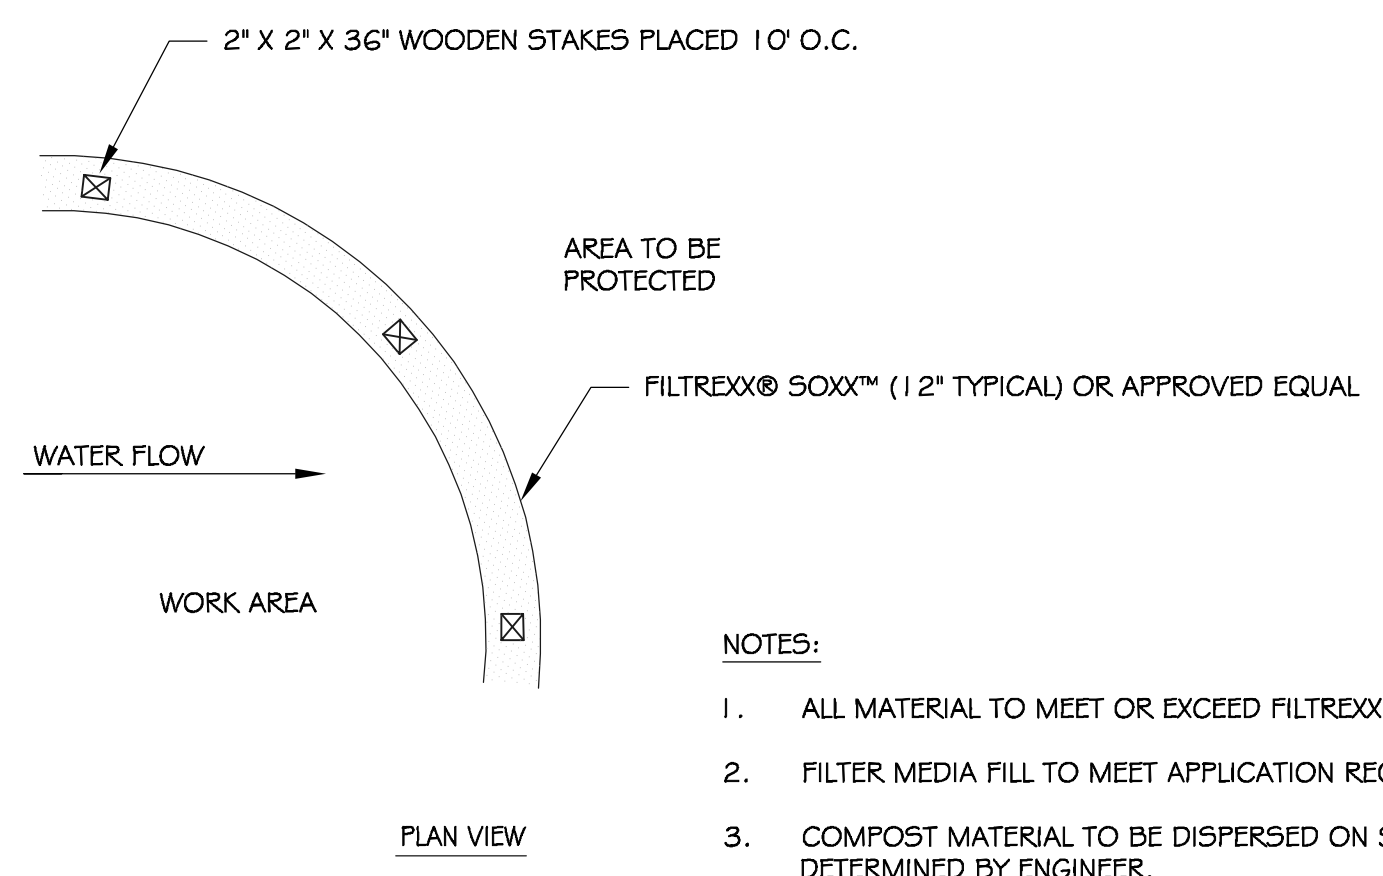 2" X 2" X 36" WOODEN STAKES PLACED 10' O.C.
AREA TO BE
PROTECTED
FILTREXX® SOXX™ (12" TYPICAL) OR APPROVED EQUAL
WATER FLOW
WORK AREA
PLAN VIEW
NOTES:
1. ALL MATERIAL TO MEET OR EXCEED FILTREXX
2. FILTER MEDIA FILL TO MEET APPLICATION
3. COMPOST MATERIAL TO BE DISPERSED ON
DETERMINED BY ENGINEER.